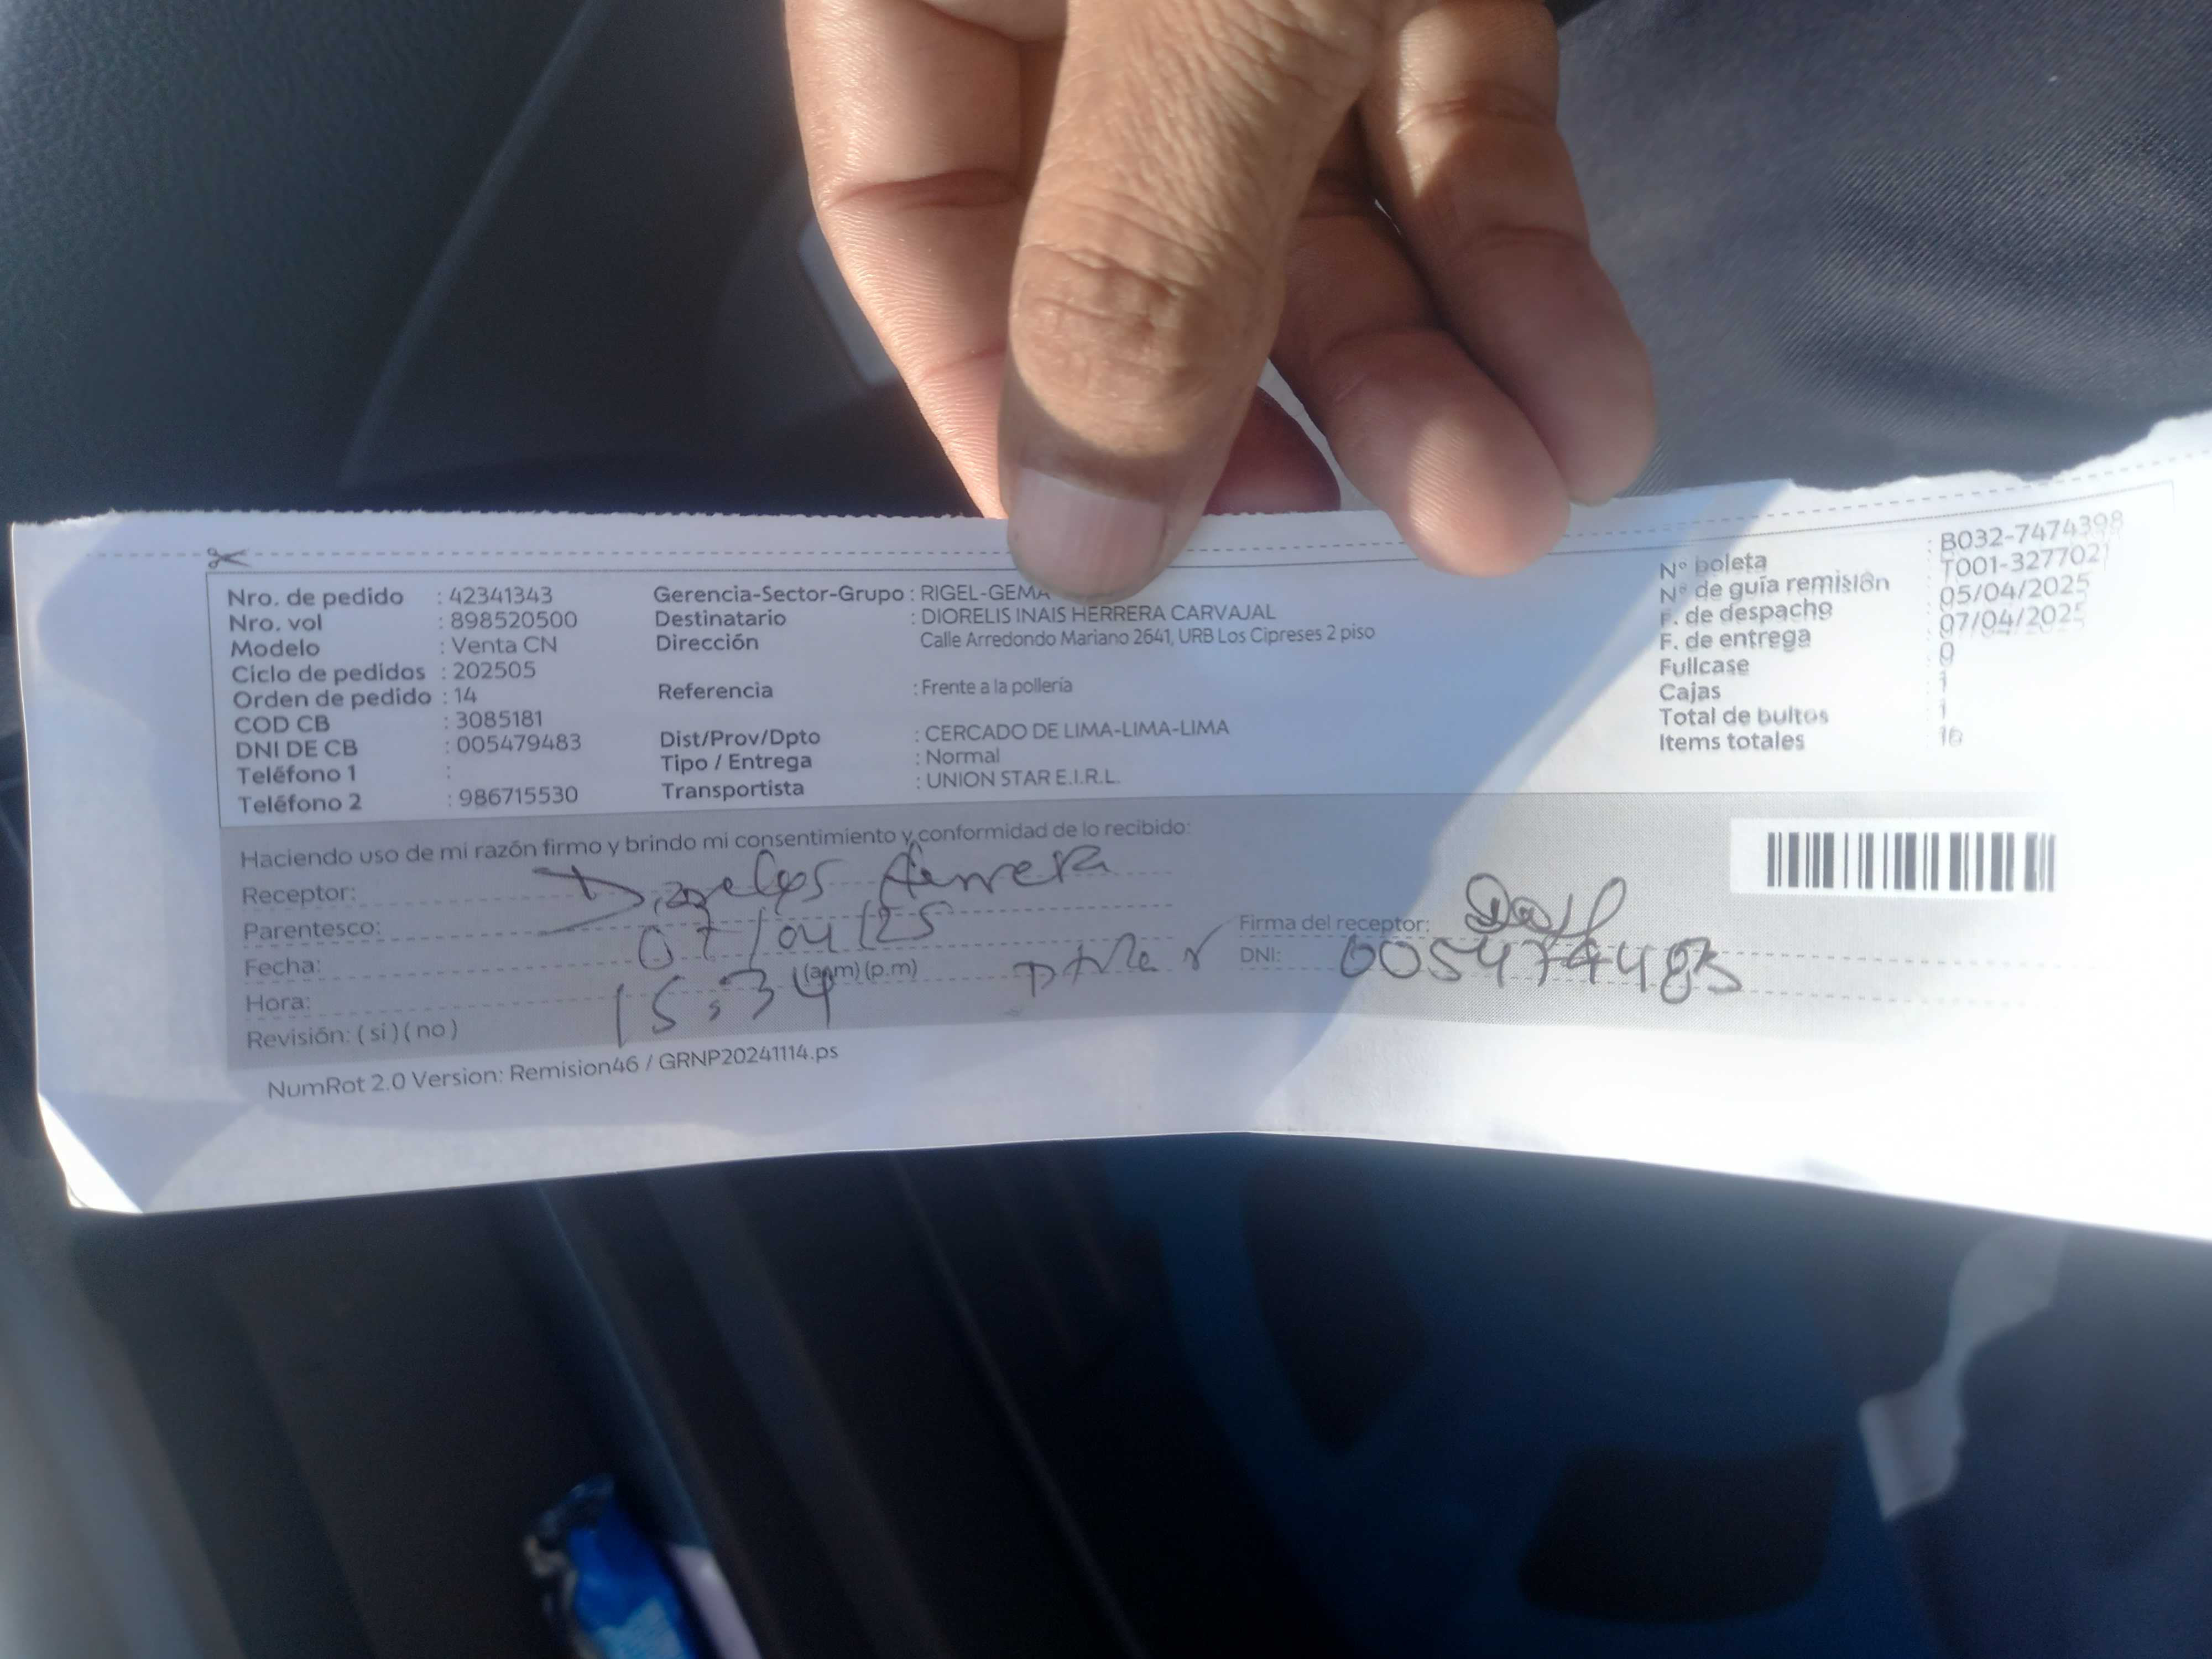 Nro. de pedido : 42341343
Nro. vol : 898520500
Modelo : Venta CN
Ciclo de pedidos : 202505
Orden de pedido : 14
COD CB : 3085181
DNI DE CB : 005479483
Teléfono 1 :
Teléfono 2 : 986715530
Gerencia-Sector-Grupo : RIGEL-GEMA
Destinatario : DIORELIS INAIS HERRERA CARVAJAL
Dirección Calle Arredondo Mariano 2641, URB Los Cipreses 2 piso
Referencia : Frente a la pollería
Dist/Prov/Dpto : CERCADO DE LIMA-LIMA-LIMA
Tipo / Entrega : Normal
Transportista : UNION STAR E.I.R.L.
N° boleta : B032-7474398
N° de guía remisión : T001-3277021
F. de despacho : 05/04/2025
F. de entrega : 07/04/2025
Fullcase : 0
Cajas : 1
Total de bultos : 1
Items totales : 16
Haciendo uso de mi razón firmo y brindo mi consentimiento y conformidad de lo recibido:
Receptor: Herrera
Parentesco:
Fecha: 07/04/25
Hora: 15:34 (a.m) (p.m)
Revisión: ( si ) ( no )
Firma del receptor:
DNI:
NumRot 2.0 Version: Remision46 / GRNP20241114.ps